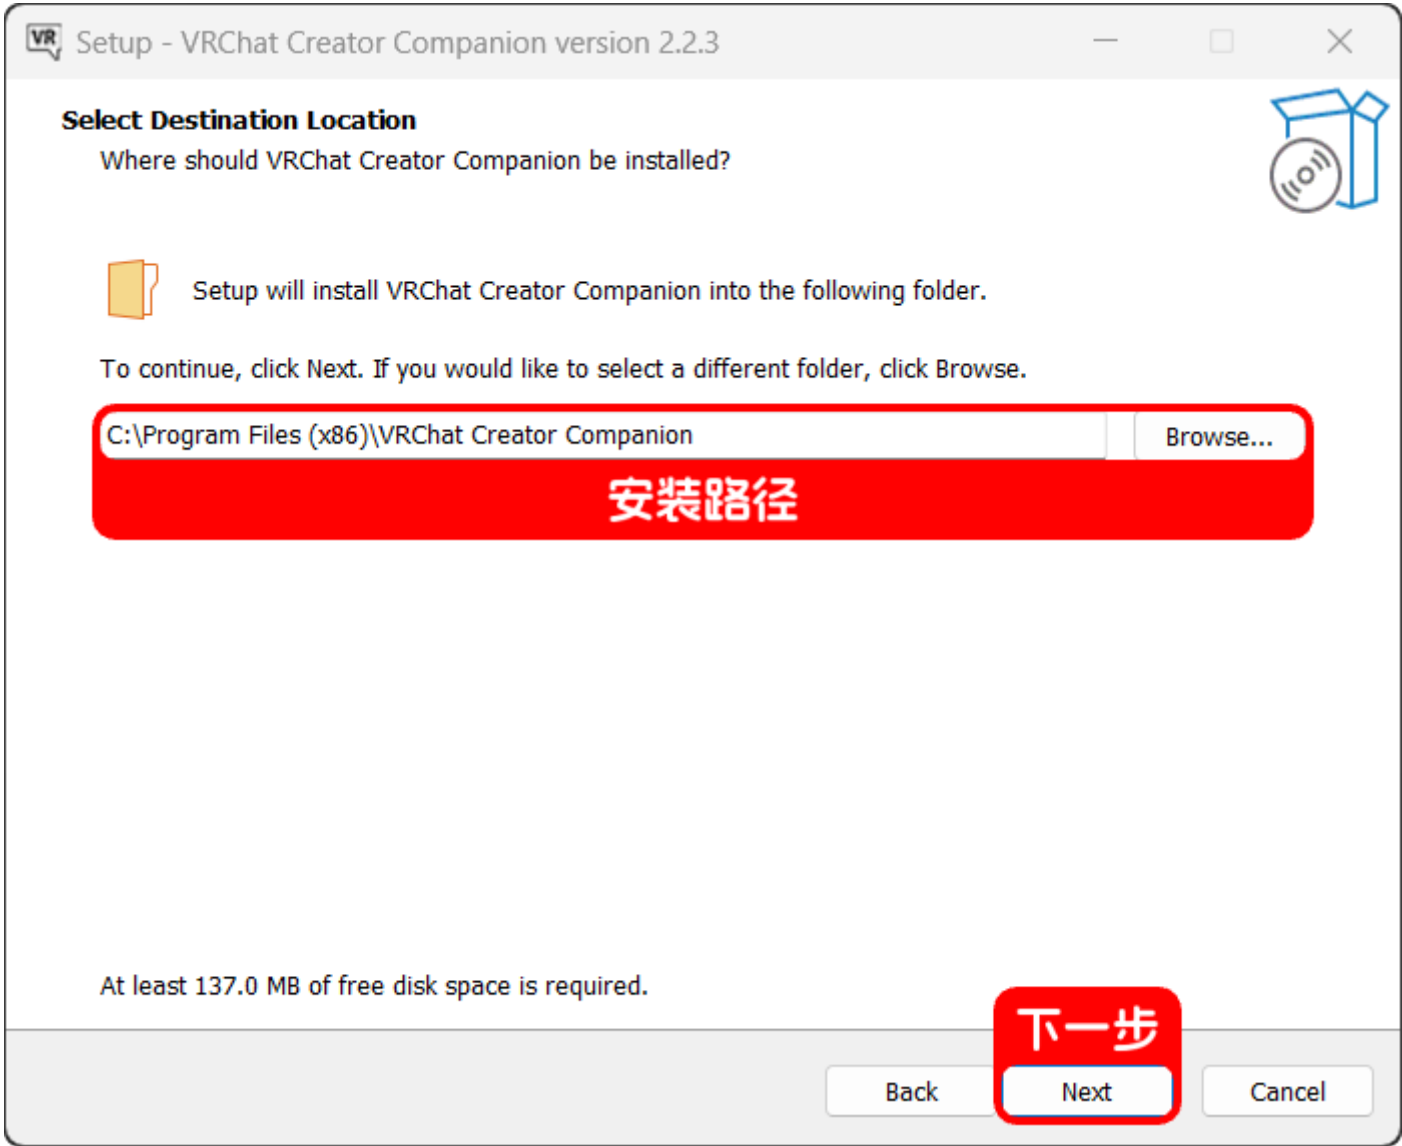 VR
Setup - VRChat Creator Companion version 2.2.3
Select Destination Location
Where should VRChat Creator Companion be installed?
Setup will install VRChat Creator Companion into the following folder.
To continue, click Next. If you would like to select a different folder, click Browse.
C:\Program Files (x86)\VRChat Creator Companion
Browse...
安装路径
At least 137.0 MB of free disk space is required.
下一步
Back
Next
Cancel